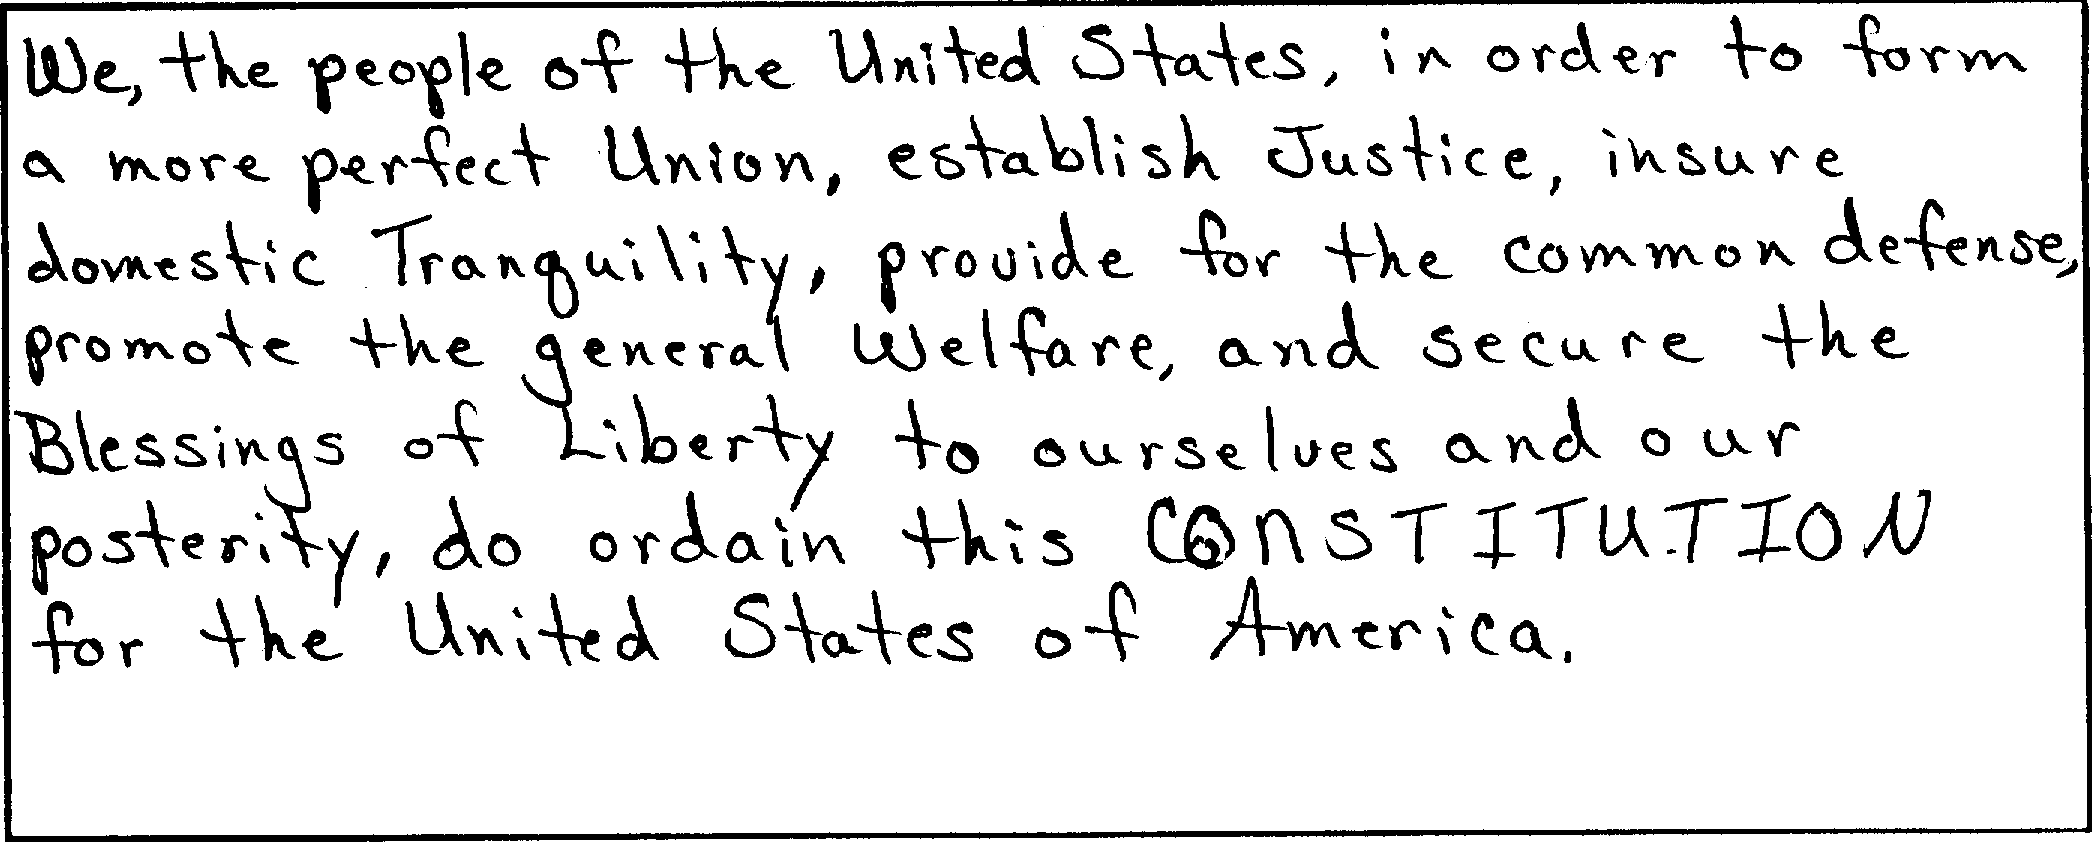 We, the people of the United States, in order to form
a more perfect Union, establish Justice, insure
domestic Tranquility, provide for the common defense,
promote the general Welfare, and secure the
Blessings of Liberty to ourselves and our
posterity, do ordain this CONSTITUTION
for the United States of America.